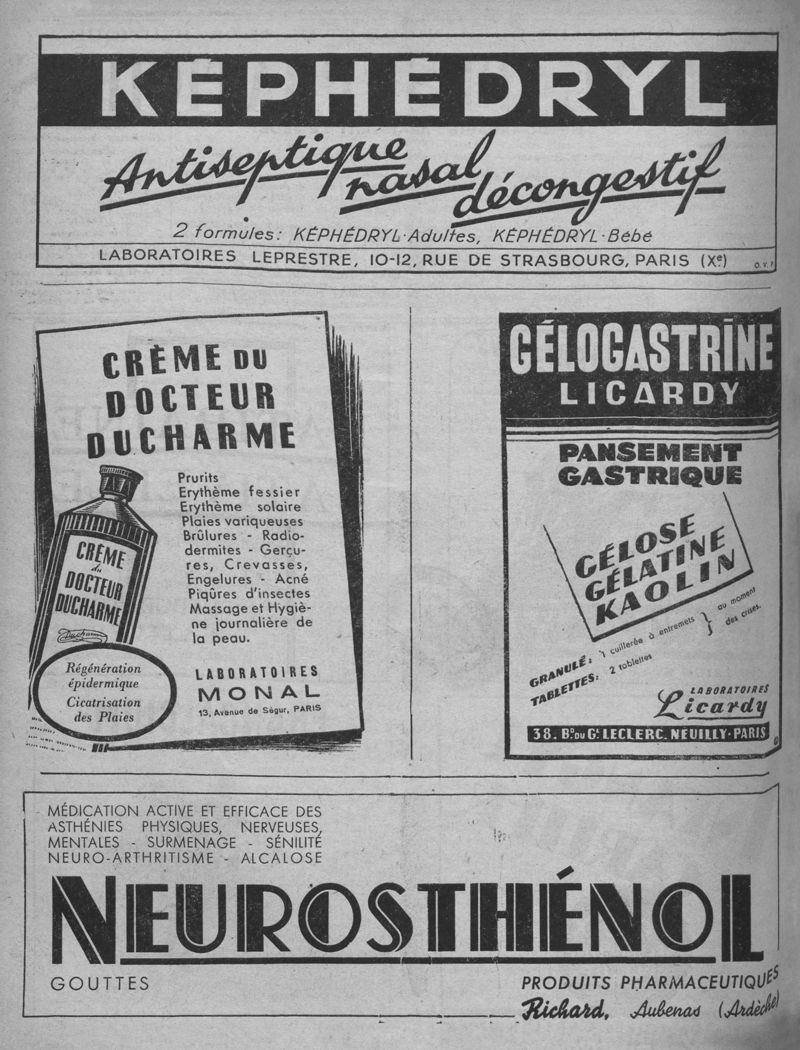 KÉPHÉDRYL
Antiseptique
nasal
décongestif
2 formules: KÉPHÉDRYL-Adultes, KÉPHÉDRYL-Bébé
LABORATOIRES LEPRESTRE, 10-12, RUE DE STRASBOURG, PARIS (Xe)
O.V.P
CRÈME DU
DOCTEUR
DUCHARME
Prurits
Erythème fessier
Erythème solaire
Plaies variqueuses
Brûlures - Radio-
dermites - Gerçu-
res, Crevasses,
Engelures - Acné
Piqûres d'insectes
Massage et Hygiè-
ne journalière de
la peau.
CRÈME
du
DOCTEUR
DUCHARME
Ducharme
Régénération
épidermique
Cicatrisation
des Plaies
LABORATOIRES
MONAL
13, Avenue de Ségur, PARIS
GÉLOGASTRINE
LICARDY
PANSEMENT
GASTRIQUE
GÉLOSE
GÉLATINE
KAOLIN
GRANULÉ: 1 cuillerée à entremets } au moment
TABLETTES: 2 tablettes } des crises.
LABORATOIRES
Licardy
38. Bd DU Gl LECLERC. NEUILLY-PARIS
MÉDICATION ACTIVE ET EFFICACE DES
ASTHÉNIES PHYSIQUES, NERVEUSES,
MENTALES - SURMENAGE - SÉNILITÉ
NEURO-ARTHRITISME - ALCALOSE
NEUROSTHÉNOL
GOUTTES
PRODUITS PHARMACEUTIQUES
Richard, Aubenas (Ardèche)